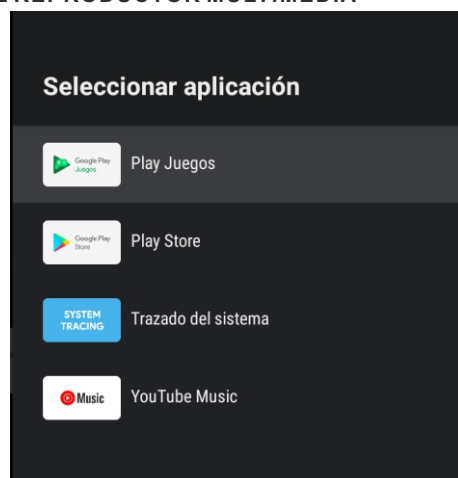 E REPRODUCTOR MULTIMEDIA
Seleccionar aplicación
Google Play
Juegos
Play Juegos
Google Play
Store
Play Store
SYSTEM
TRACING
Trazado del sistema
Music
YouTube Music